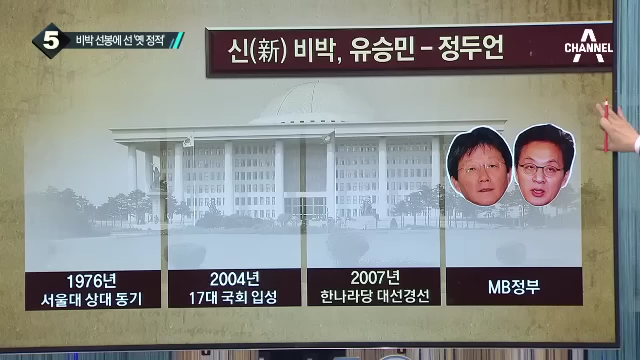 5 비박 선봉에 선 '옛 정적'
신(新) 비박, 유승민 – 정두언
CHANNEL A
1976년
서울대 상대 동기
2004년
17대 국회 입성
2007년
한나라당 대선경선
MB정부